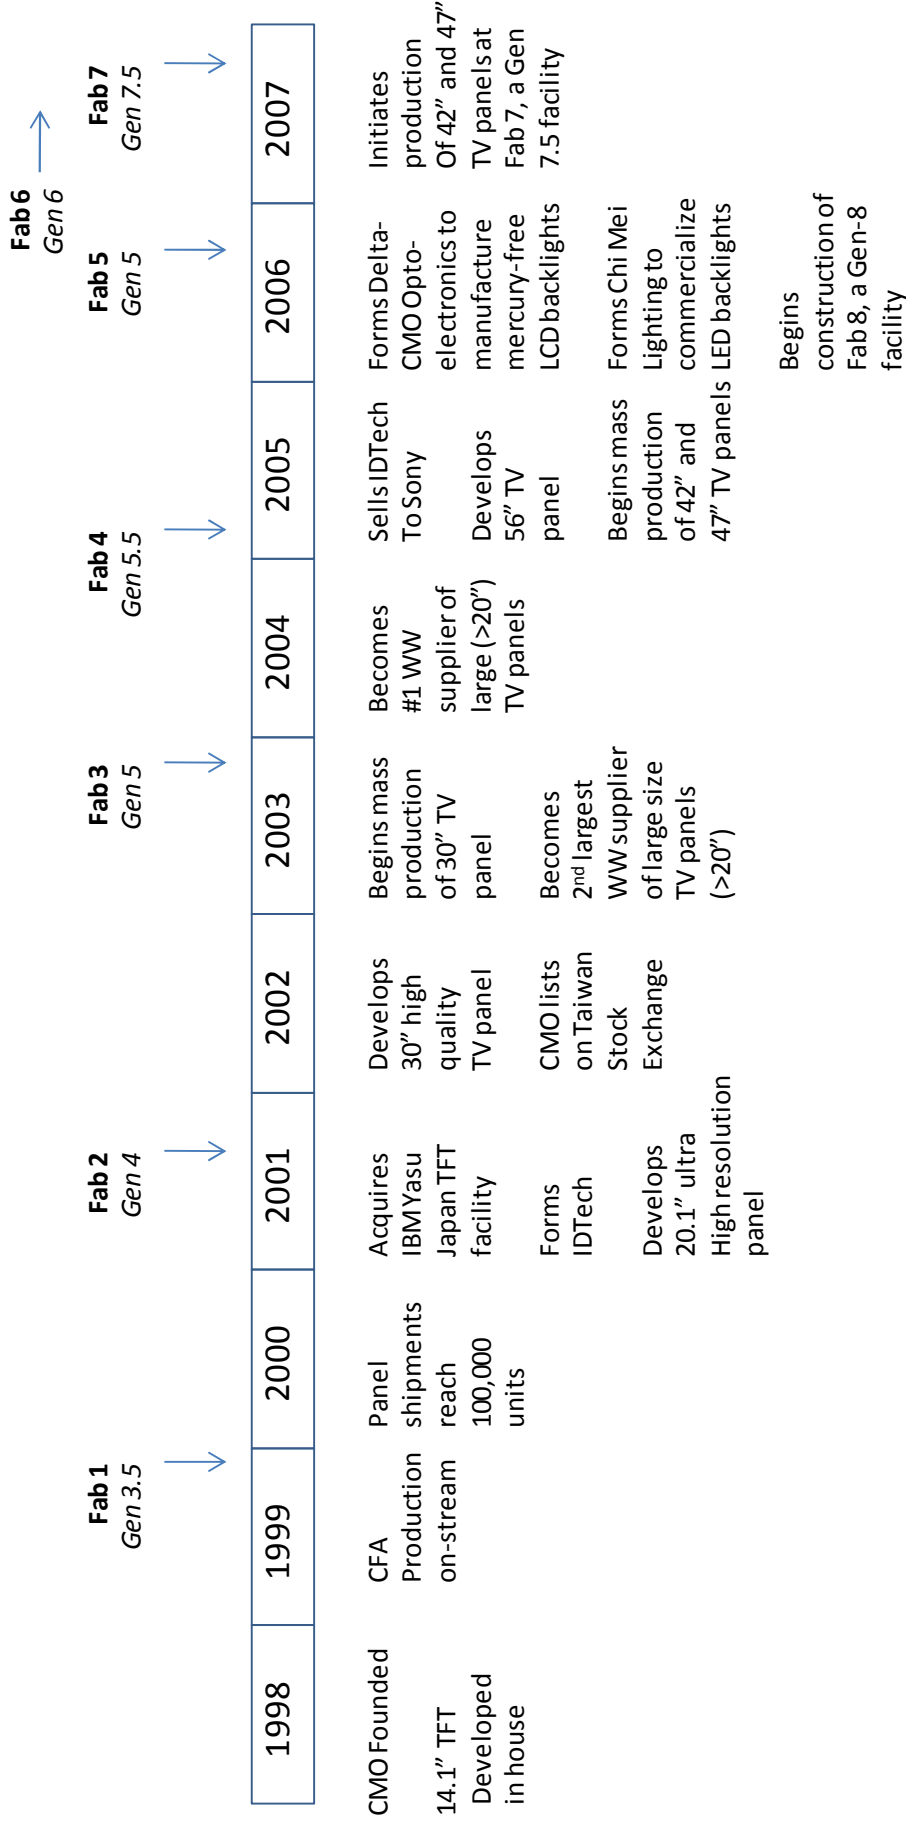 Fab 6
Gen 6
Fab 1
Gen 3.5
Fab 2
Gen 4
Fab 3
Gen 5
Fab 4
Gen 5.5
Fab 5
Gen 5
Fab 7
Gen 7.5
1998
1999
2000
2001
2002
2003
2004
2005
2006
2007
CMO Founded
14.1” TFT
Developed
in house
CFA
Production
on-stream
Panel
shipments
reach
100,000
units
Acquires
IBM Yasu
Japan TFT
facility
Forms
IDTech
Develops
20.1” ultra
High resolution
panel
Develops
30” high
quality
TV panel
CMO lists
on Taiwan
Stock
Exchange
Begins mass
production
of 30” TV
panel
Becomes
2nd largest
WW supplier
of large size
TV panels
(>20”)
Becomes
#1 WW
supplier of
large (>20”)
TV panels
Sells IDTech
To Sony
Develops
56” TV
panel
Begins mass
production
of 42” and
47” TV panels
Forms Delta-
CMO Opto-
electronics to
manufacture
mercury-free
LCD backlights
Forms Chi Mei
Lighting to
commercialize
LED backlights
Begins
construction of
Fab 8, a Gen-8
facility
Initiates
production
Of 42” and 47”
TV panels at
Fab 7, a Gen
7.5 facility